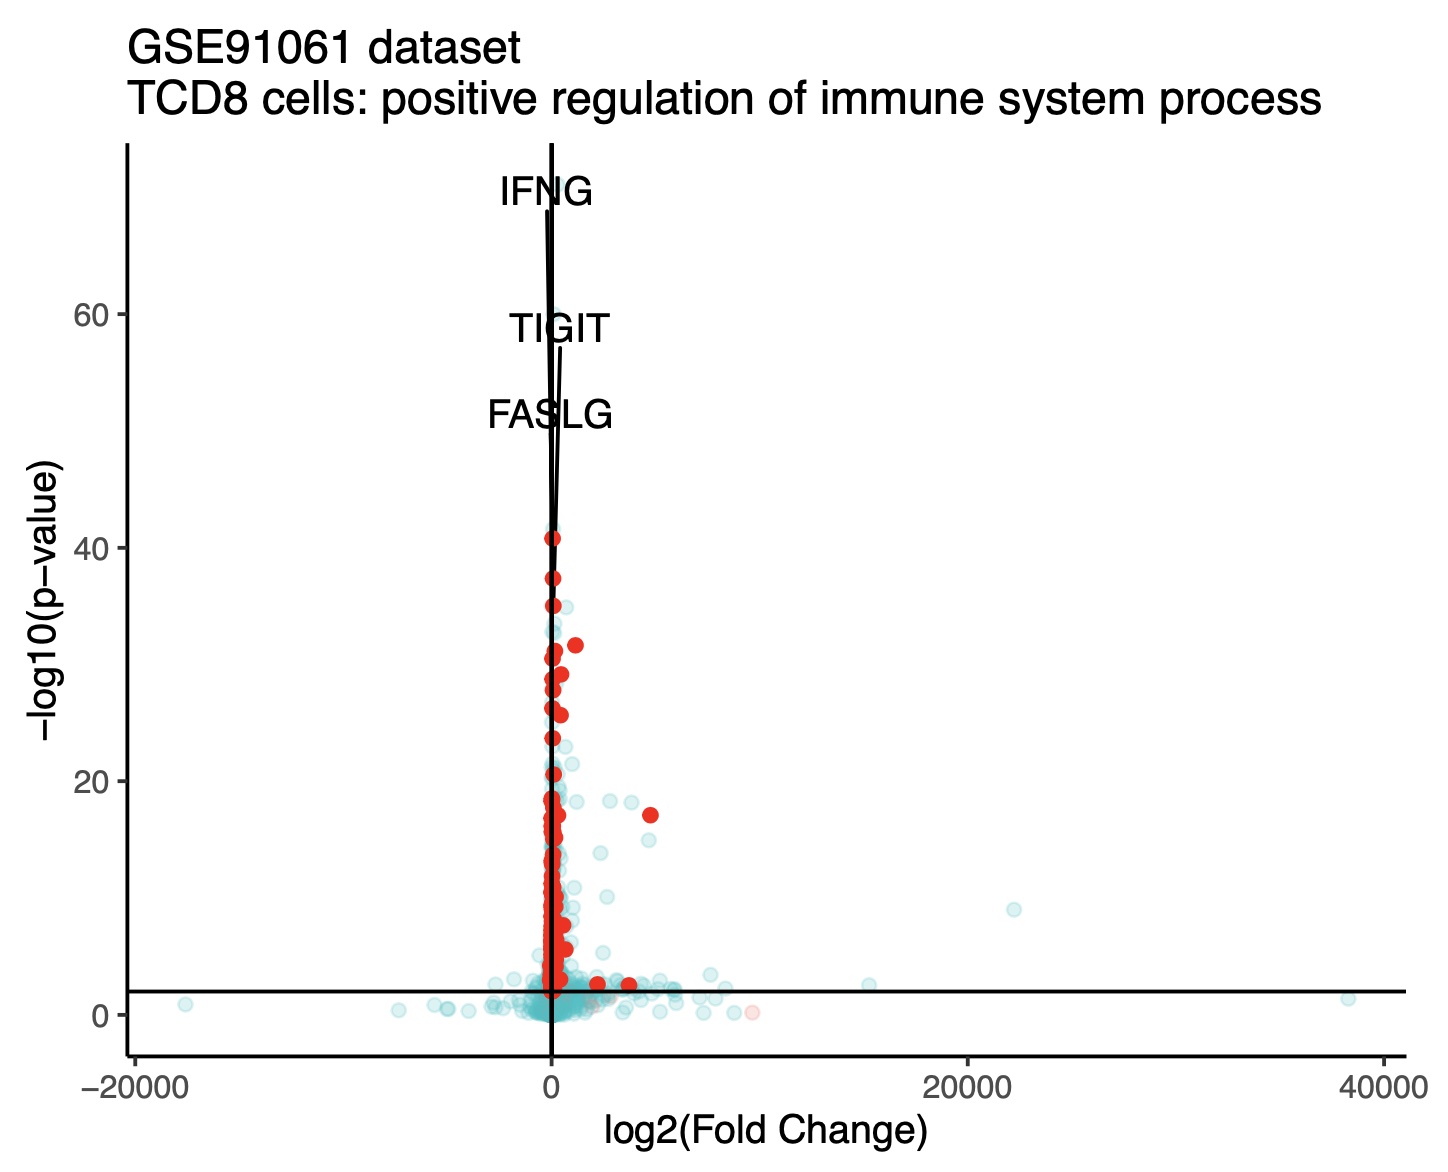 GSE91061 dataset
TCD8 cells: positive regulation of immune system process
IFNG
TIGIT
FASLG
60
40
20
0
−log10(p−value)
−20000
0
20000
40000
log2(Fold Change)